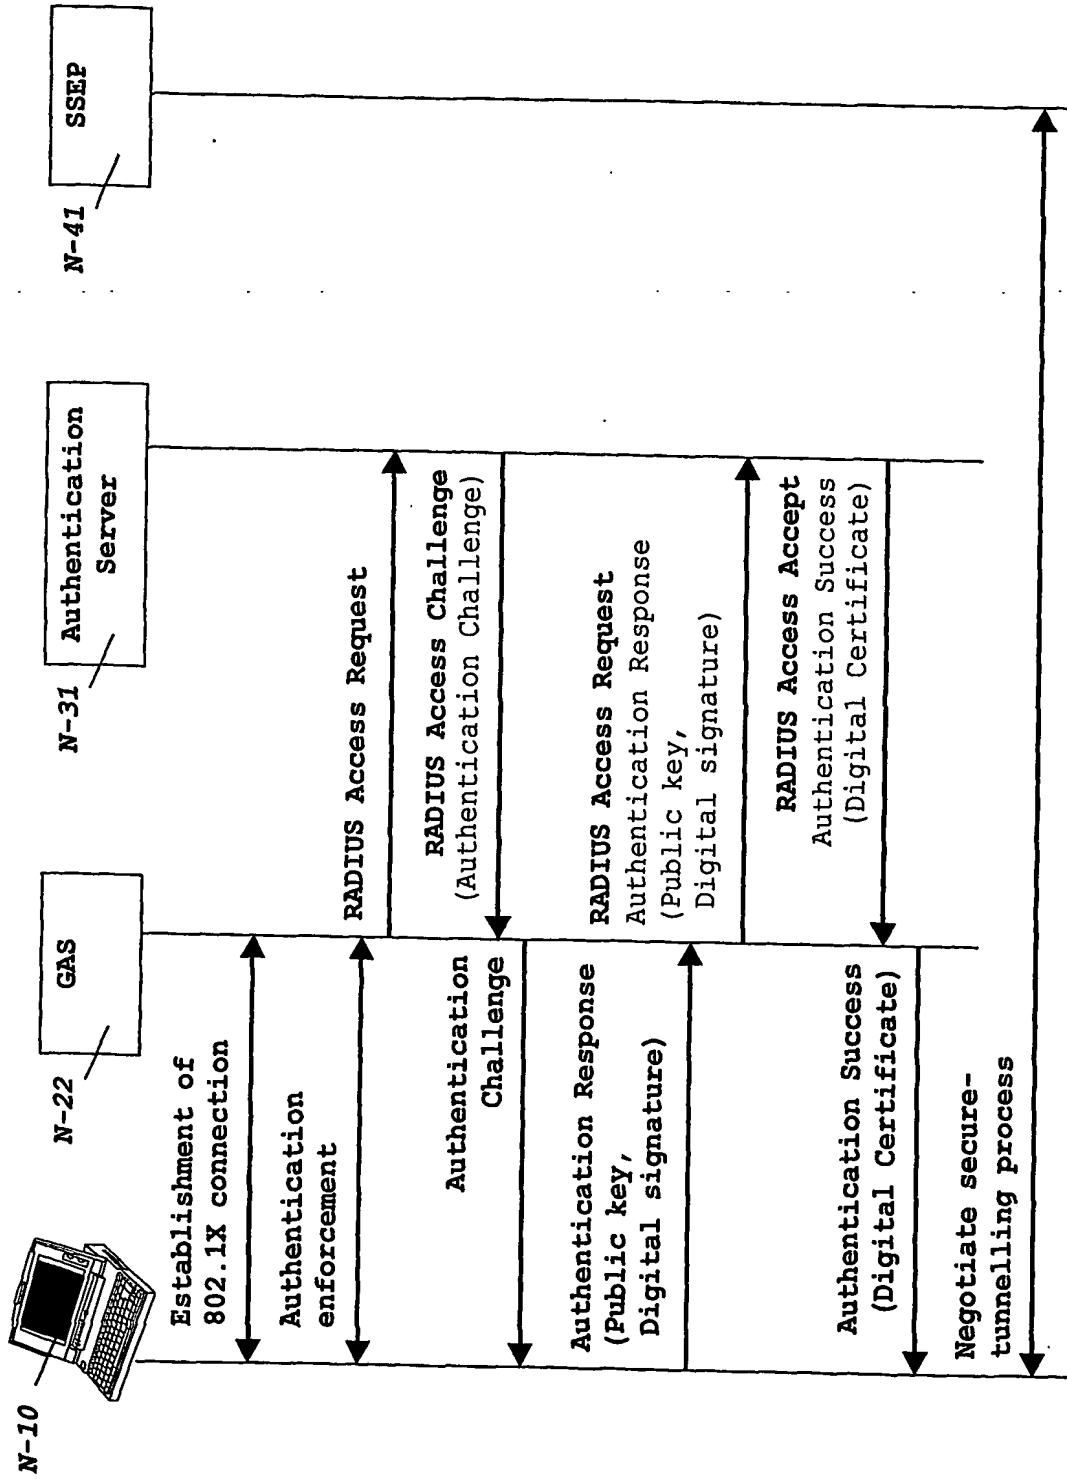 N-10
N-22
GAS
N-31
Authentication
Server
N-41
SSEP
Establishment of
802.1X connection
Authentication
enforcement
RADIUS Access Request
RADIUS Access Challenge
(Authentication Challenge)
Authentication
Challenge
Authentication Response
(Public key,
Digital signature)
RADIUS Access Request
Authentication Response
(Public key,
Digital signature)
RADIUS Access Accept
Authentication Success
(Digital Certificate)
Authentication Success
(Digital Certificate)
Negotiate secure-
tunnelling process